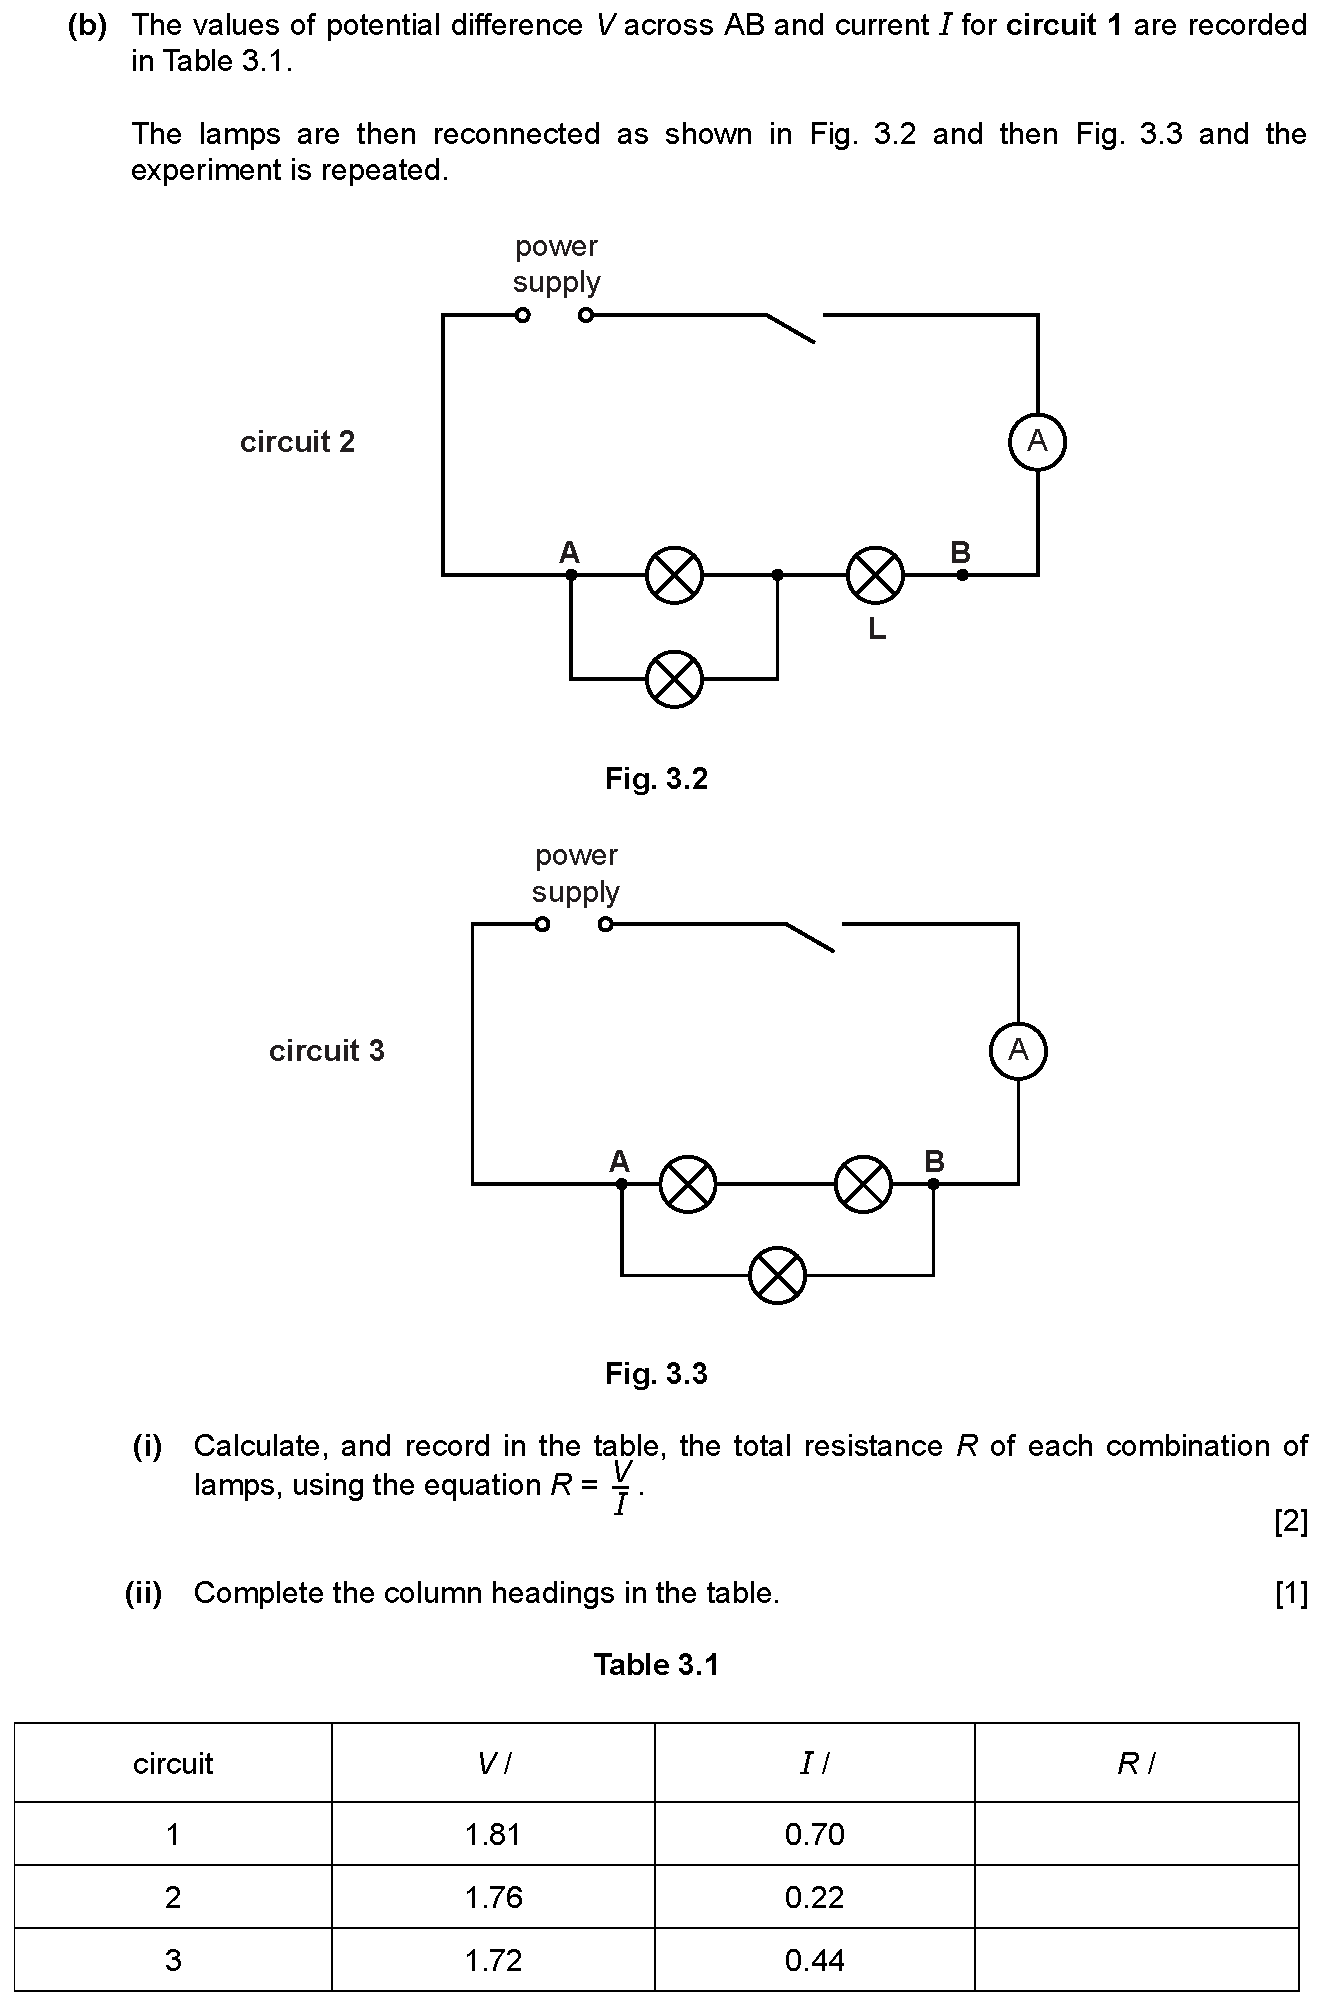 (b) The values of potential difference V across AB and current I for circuit 1 are recorded
in Table 3.1.
The lamps are then reconnected as shown in Fig. 3.2 and then Fig. 3.3 and the
experiment is repeated.
power
supply
circuit 2
A
A
B
L
Fig. 3.2
power
supply
circuit 3
A
A
B
Fig. 3.3
(i) Calculate, and record in the table, the total resistance R of each combination of
lamps, using the equation R = V/I.
[2]
(ii) Complete the column headings in the table. [1]
Table 3.1
circuit V / I / R /
1 1.81 0.70
2 1.76 0.22
3 1.72 0.44